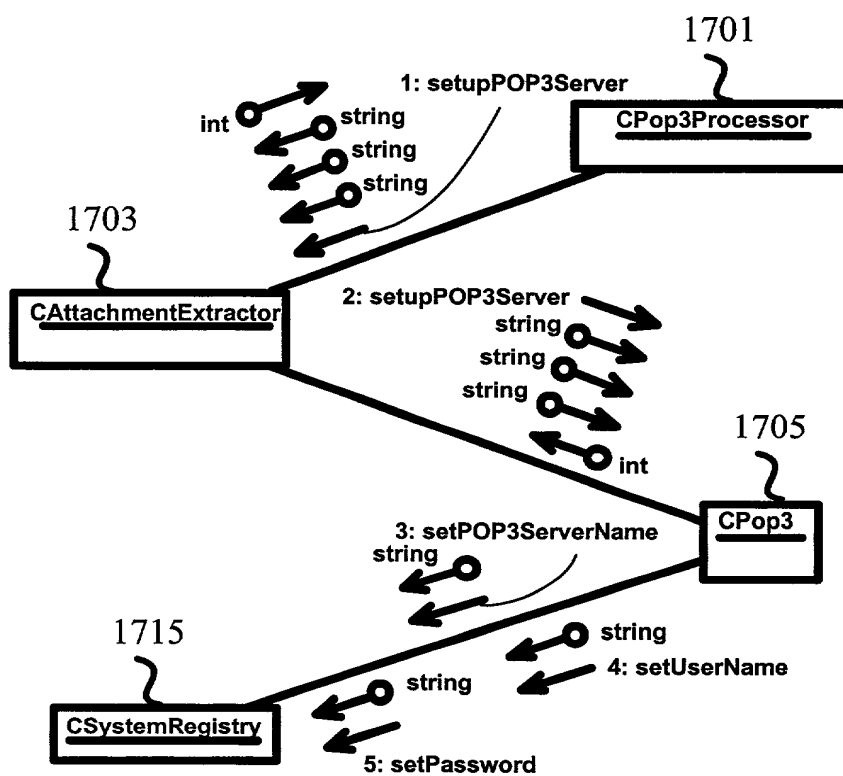 1701
1: setupPOP3Server
CPop3Processor
int
string
string
string
1703
CAttachmentExtractor
2: setupPOP3Server
string
string
string
int
1705
CPop3
3: setPOP3ServerName
string
string
4: setUserName
1715
string
CSystemRegistry
5: setPassword